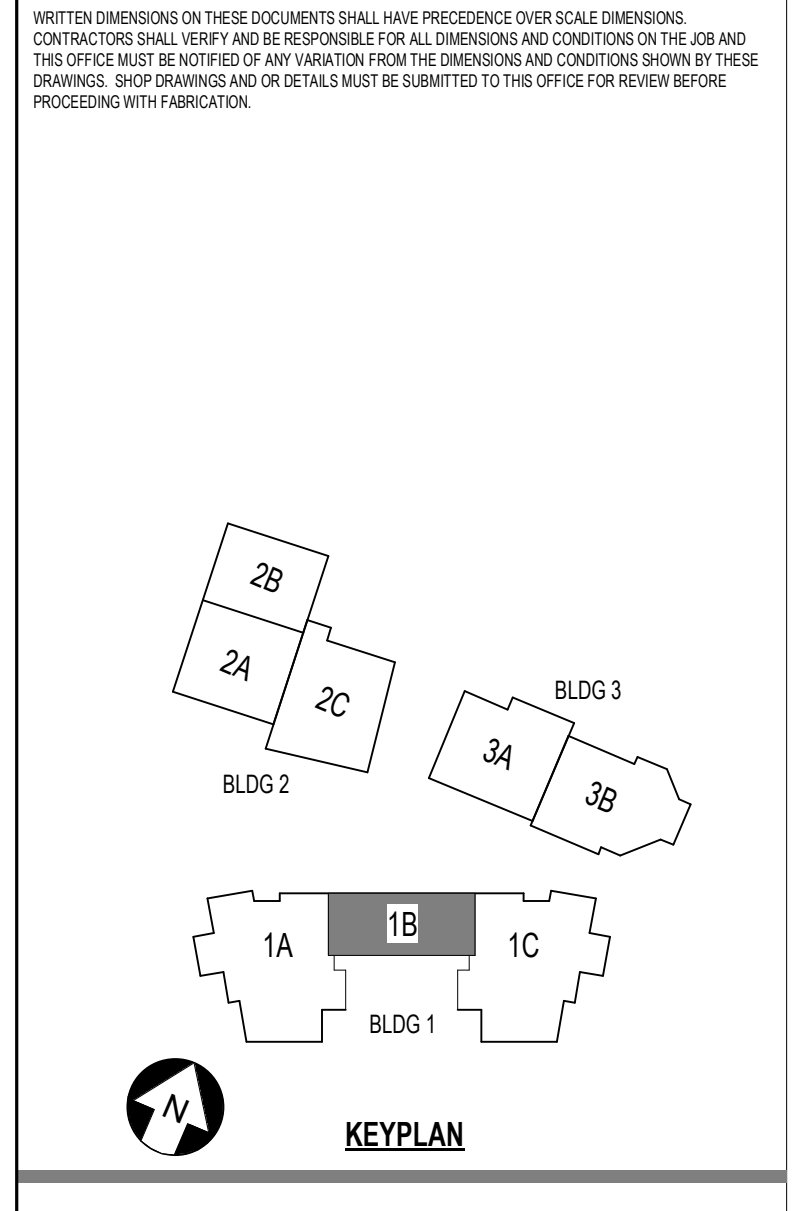 WRITTEN DIMENSIONS ON THESE DOCUMENTS SHALL HAVE PRECEDENCE OVER SCALE DIMENSIONS.
CONTRACTORS SHALL VERIFY AND BE RESPONSIBLE FOR ALL DIMENSIONS AND CONDITIONS ON THE JOB AND
THIS OFFICE MUST BE NOTIFIED OF ANY VARIATION FROM THE DIMENSIONS AND CONDITIONS SHOWN BY THESE
DRAWINGS. SHOP DRAWINGS AND OR DETAILS MUST BE SUBMITTED TO THIS OFFICE FOR REVIEW BEFORE
PROCEEDING WITH FABRICATION.
2B
2A
2C
BLDG 2
BLDG 3
3A
3B
1A
1B
1C
BLDG 1
N
KEYPLAN